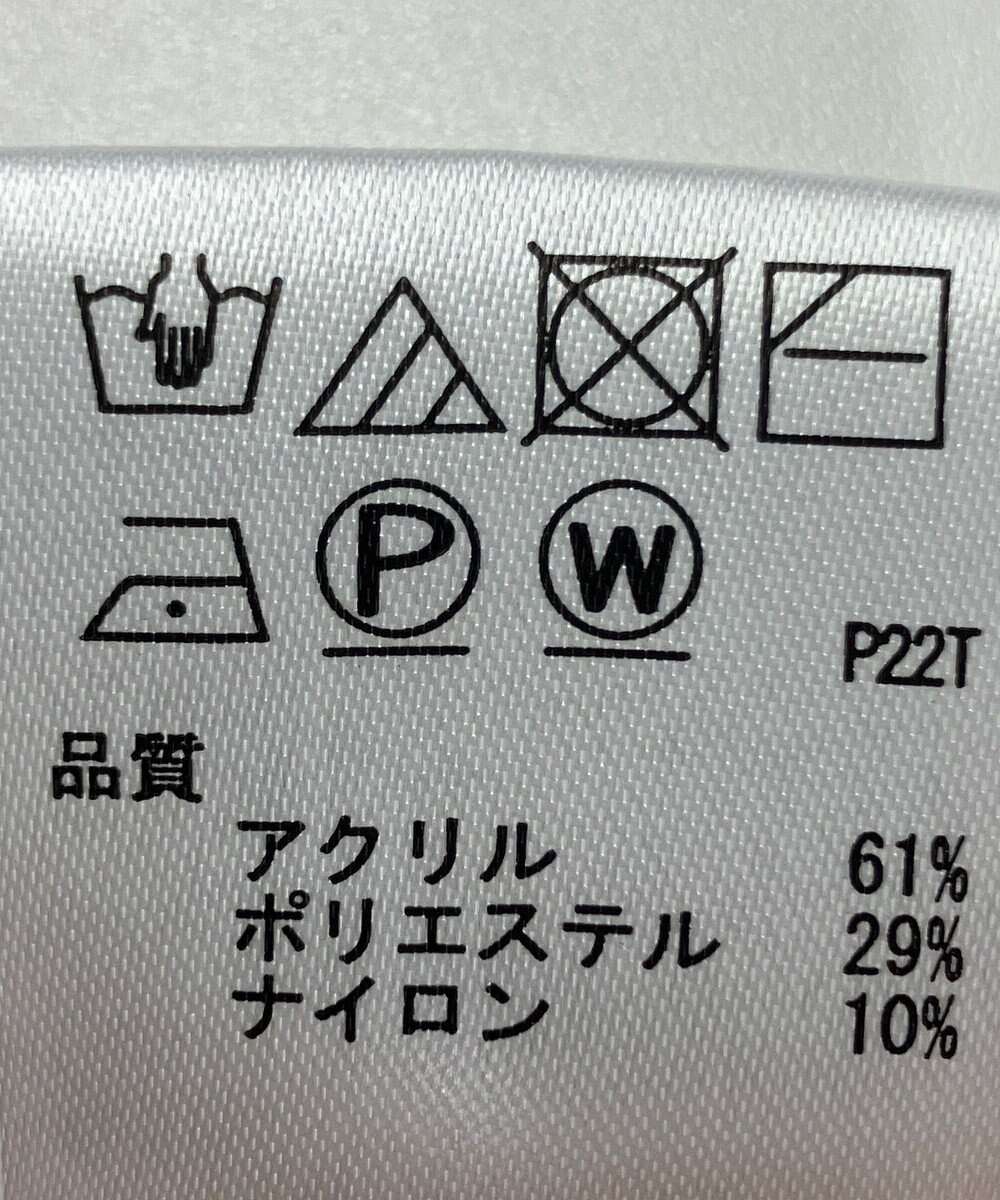 P W
P22T
品質
アクリル 61%
ポリエステル 29%
ナイロン 10%